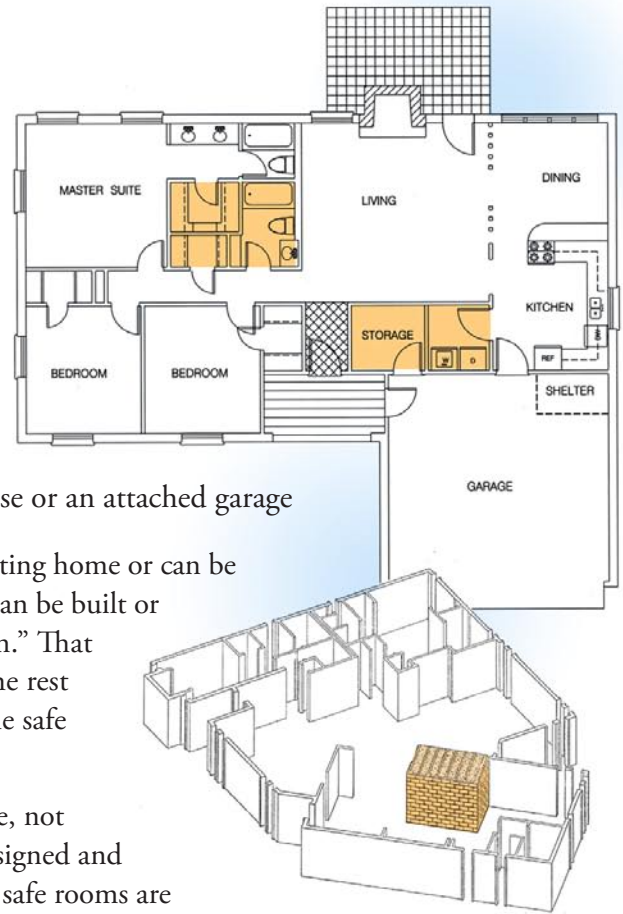 MASTER SUITE
LIVING
DINING
KITCHEN
STORAGE
W
D
REF
DW
BEDROOM
BEDROOM
SHELTER
GARAGE
se or an attached garage
ting home or can be
an be built or
n.” That
he rest
e safe
e, not
signed and
safe rooms are